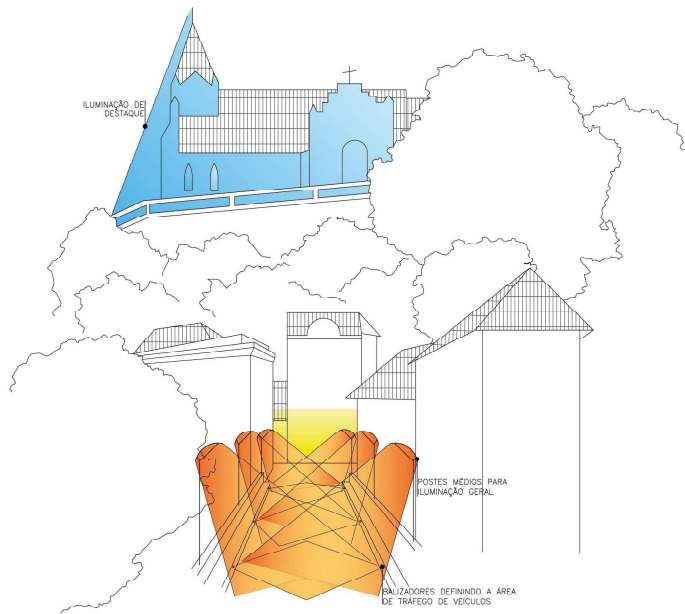 ILUMINAÇÃO DE
DESTAQUE
POSTES MÉDIOS PARA
ILUMINAÇÃO GERAL
BALIZADORES DEFININDO A ÁREA
DE TRÁFEGO DE VEÍCULOS